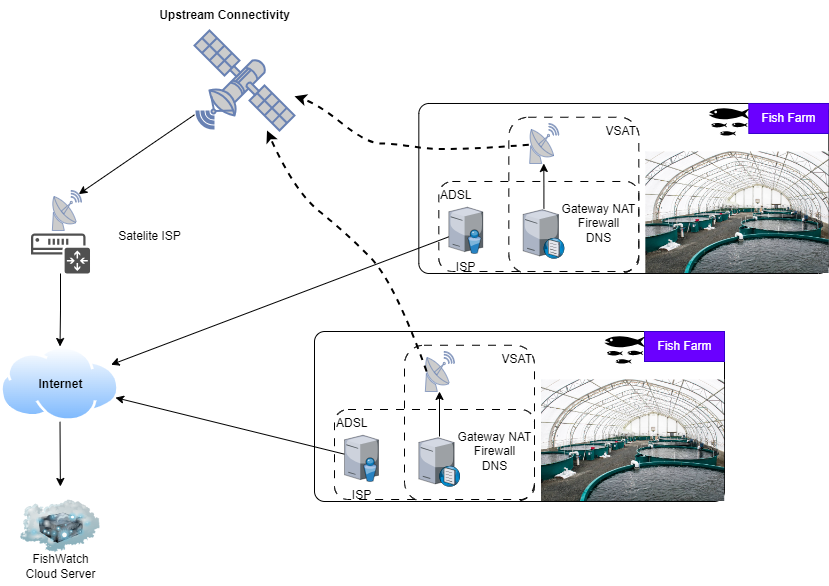 Upstream Connectivity
Fish Farm
VSAT
ADSL
Gateway NAT
Firewall
DNS
ISP
Satelite ISP
Fish Farm
VSAT
Internet
ADSL
Gateway NAT
Firewall
DNS
ISP
FishWatch
Cloud Server